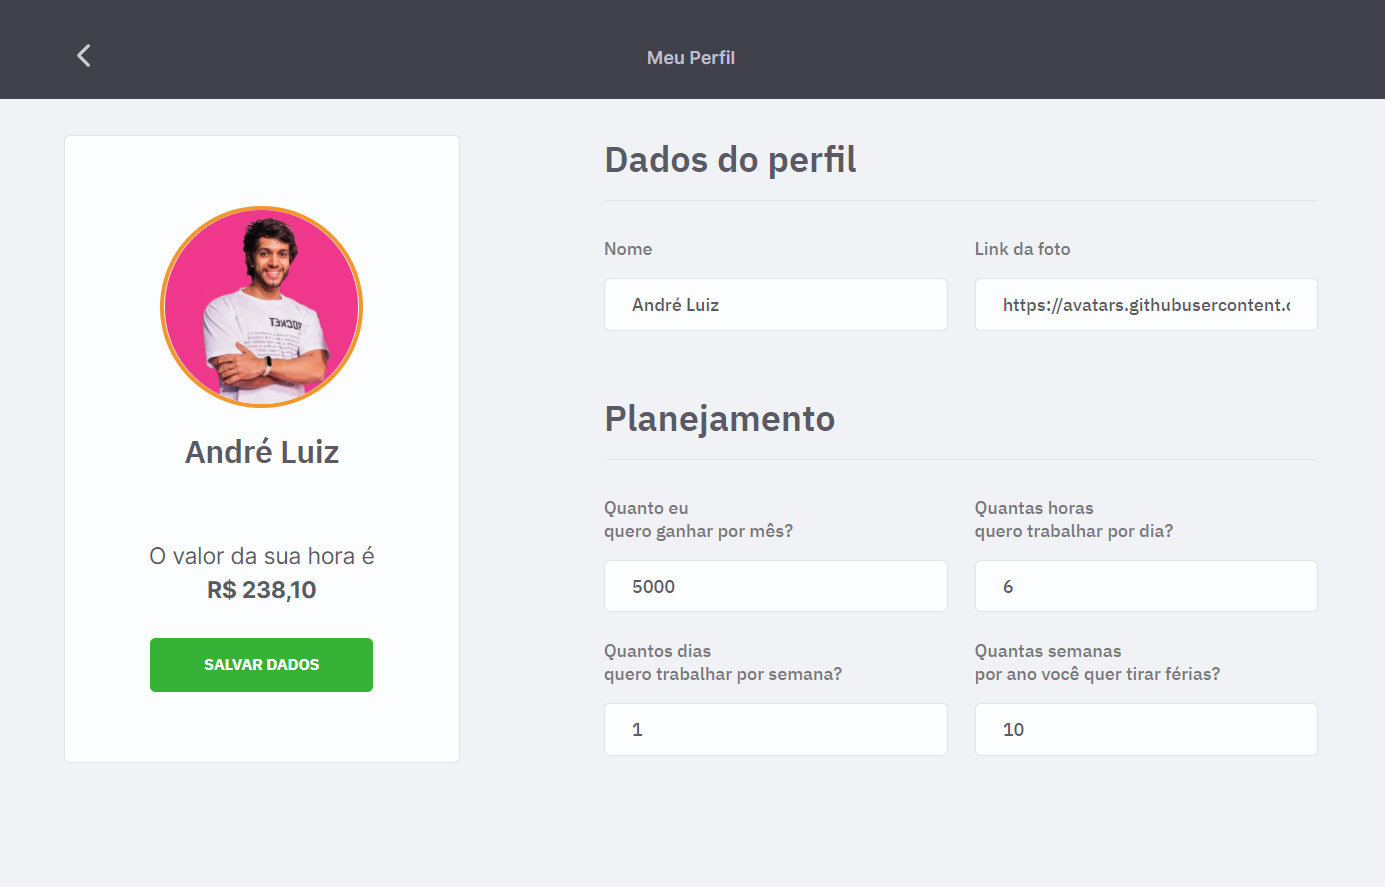 Meu Perfil
André Luiz
O valor da sua hora é
R$ 238,10
SALVAR DADOS
Dados do perfil
Nome
Link da foto
André Luiz
https://avatars.githubusercontent.c
Planejamento
Quanto eu
quero ganhar por mês?
Quantas horas
quero trabalhar por dia?
5000
6
Quantos dias
quero trabalhar por semana?
Quantas semanas
por ano você quer tirar férias?
1
10